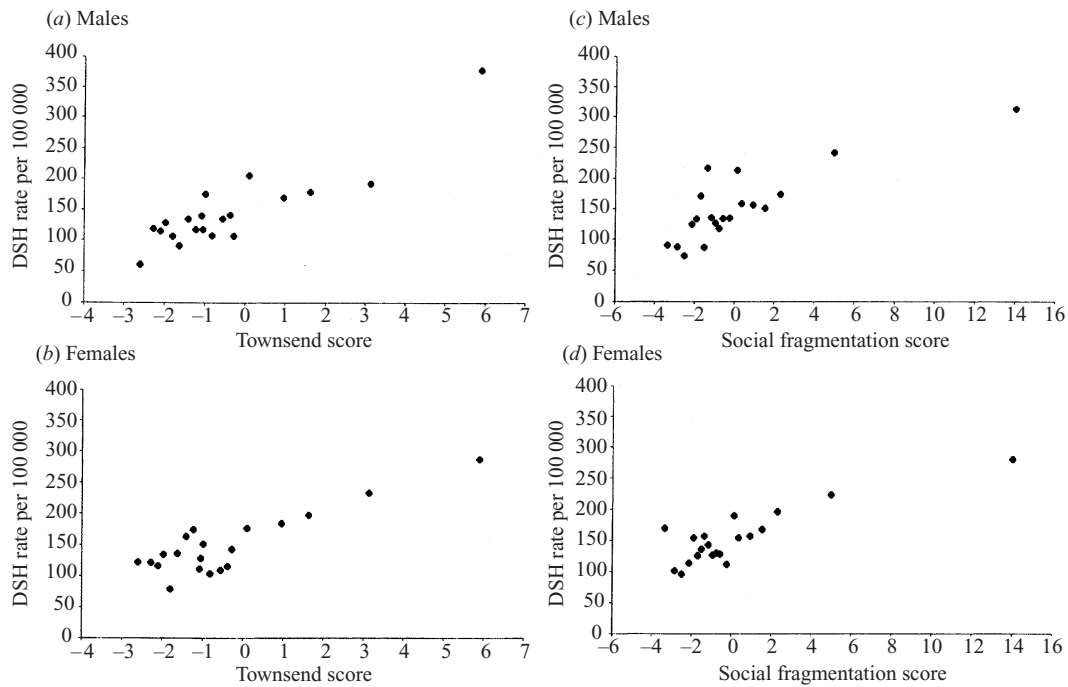 (a) Males
DSH rate per 100 000
400
350
300
250
200
150
100
50
0
–4 –3 –2 –1 0 1 2 3 4 5 6 7
Townsend score
(c) Males
DSH rate per 100 000
400
350
300
250
200
150
100
50
0
–6 –4 –2 0 2 4 6 8 10 12 14 16
Social fragmentation score
(b) Females
DSH rate per 100 000
400
350
300
250
200
150
100
50
0
–4 –3 –2 –1 0 1 2 3 4 5 6 7
Townsend score
(d) Females
DSH rate per 100 000
400
350
300
250
200
150
100
50
0
–6 –4 –2 0 2 4 6 8 10 12 14 16
Social fragmentation score